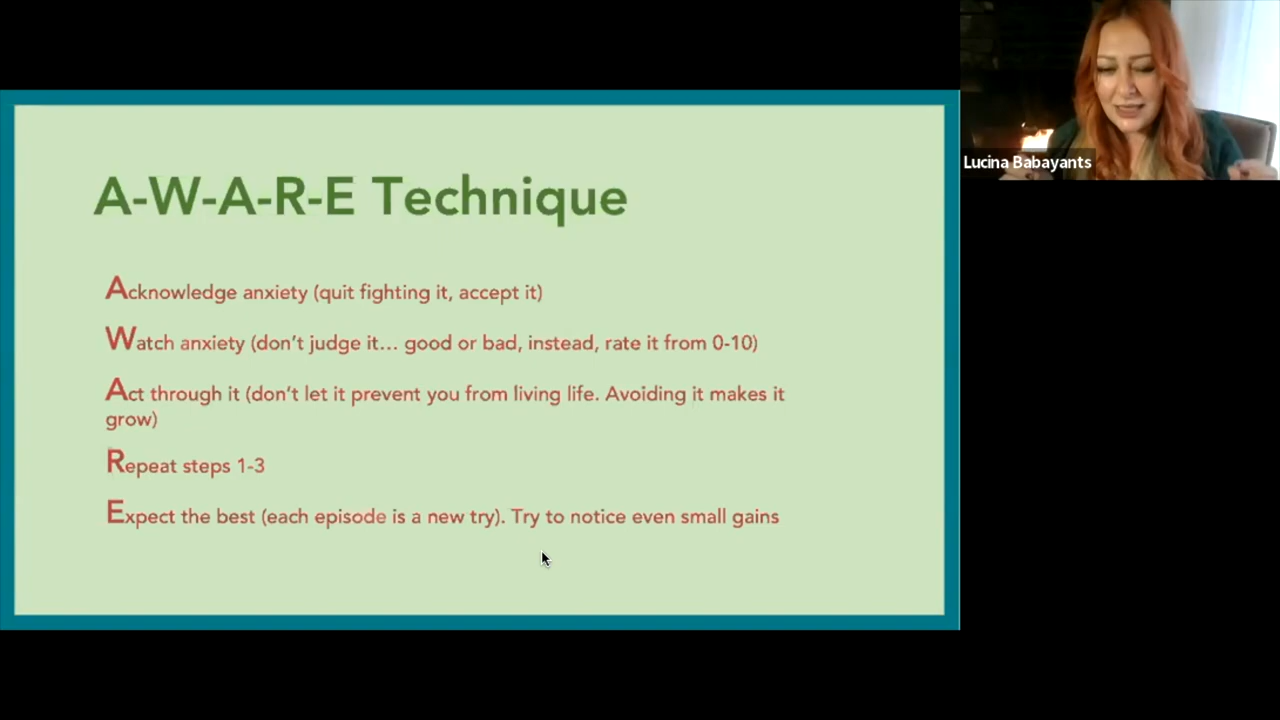 A-W-A-R-E Technique
Acknowledge anxiety (quit fighting it, accept it)
Watch anxiety (don’t judge it... good or bad, instead, rate it from 0-10)
Act through it (don’t let it prevent you from living life. Avoiding it makes it
grow)
Repeat steps 1-3
Expect the best (each episode is a new try). Try to notice even small gains
Lucina Babayants